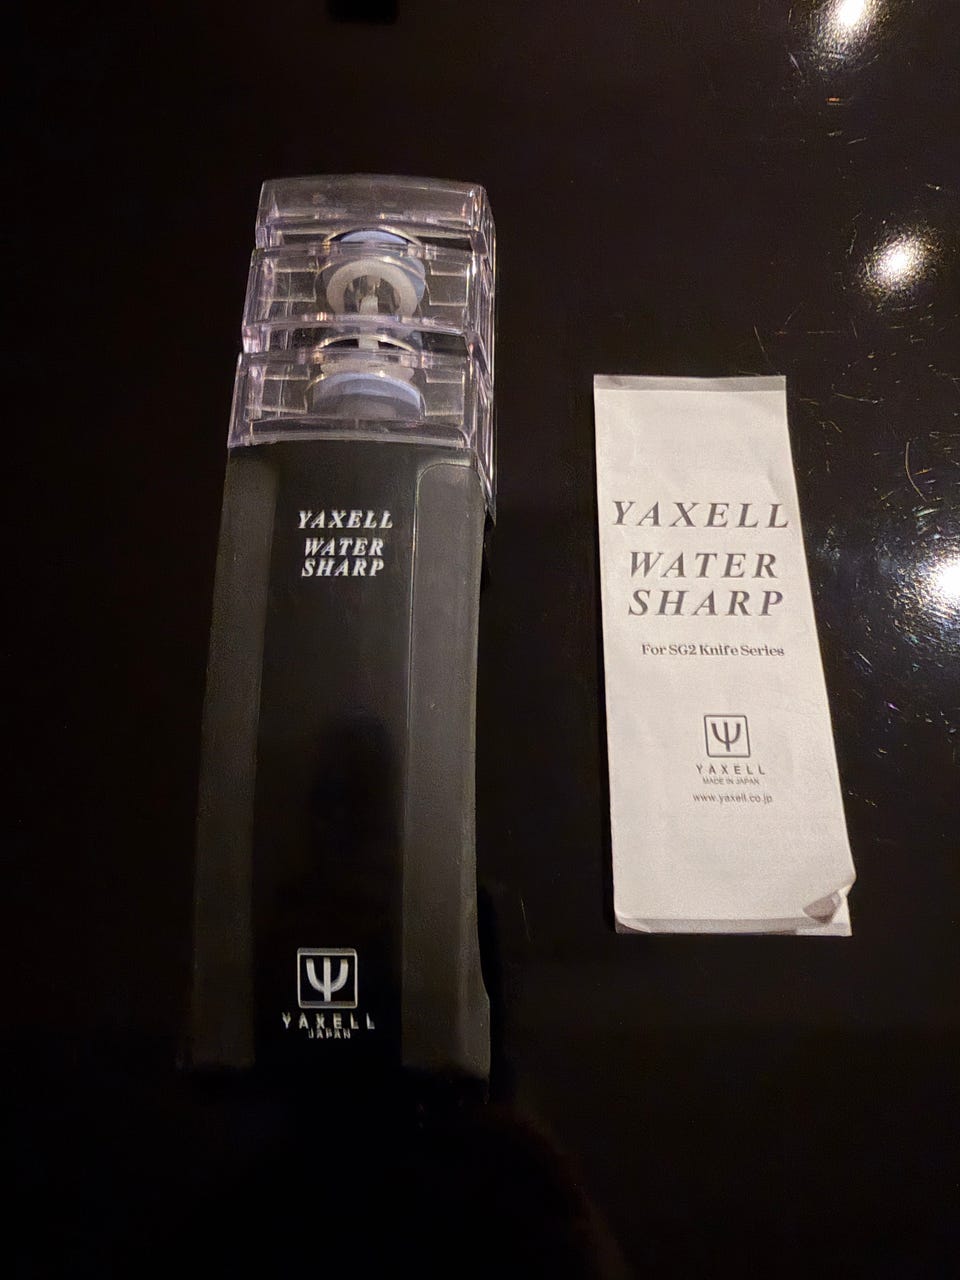 YAXELL
WATER
SHARP
Ψ
YAXELL
JAPAN
YAXELL
WATER
SHARP
For SG2 Knife Series
Ψ
YAXELL
MADE IN JAPAN
www.yaxell.co.jp